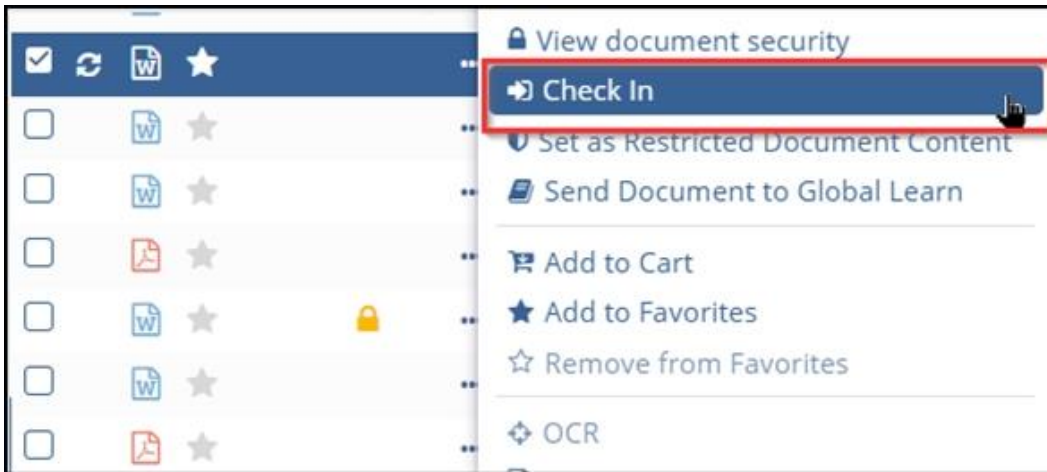 View document security
Check In
Set as Restricted Document Content
Send Document to Global Learn
Add to Cart
Add to Favorites
Remove from Favorites
OCR